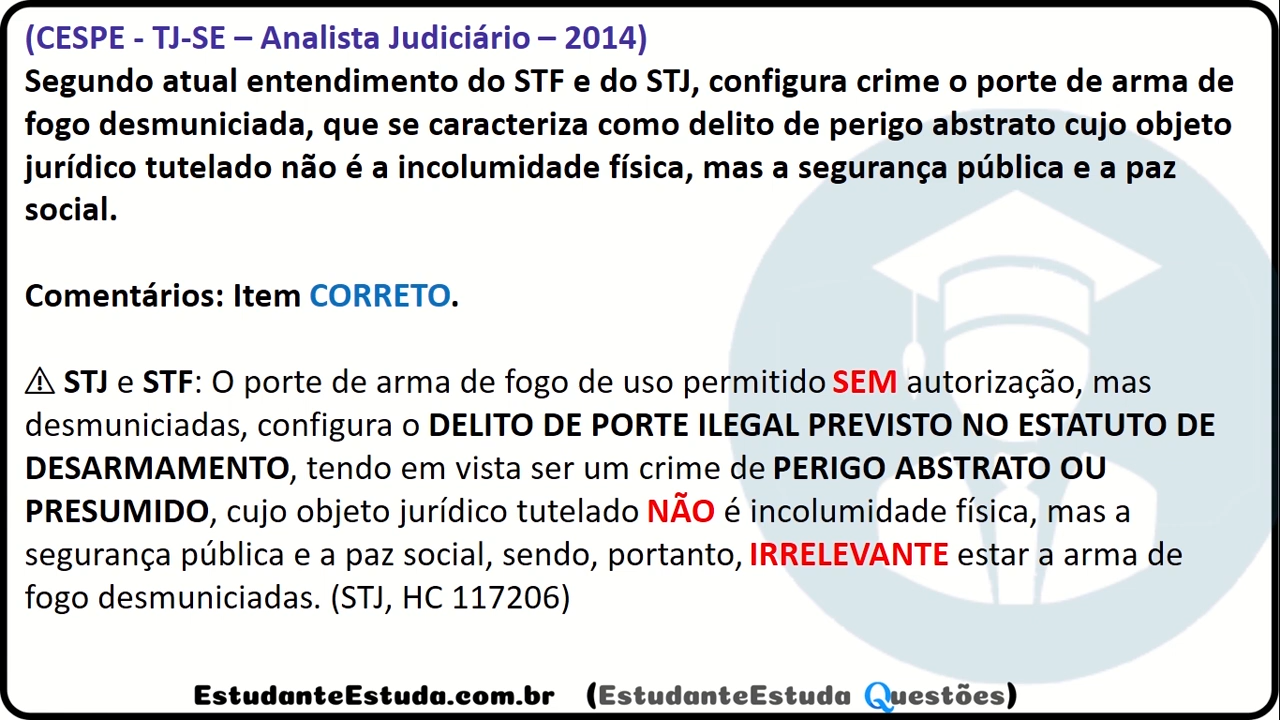 (CESPE - TJ-SE – Analista Judiciário – 2014)
Segundo atual entendimento do STF e do STJ, configura crime o porte de arma de
fogo desmuniciada, que se caracteriza como delito de perigo abstrato cujo objeto
jurídico tutelado não é a incolumidade física, mas a segurança pública e a paz
social.
Comentários: Item CORRETO.
⚠ STJ e STF: O porte de arma de fogo de uso permitido SEM autorização, mas
desmuniciadas, configura o DELITO DE PORTE ILEGAL PREVISTO NO ESTATUTO DE
DESARMAMENTO, tendo em vista ser um crime de PERIGO ABSTRATO OU
PRESUMIDO, cujo objeto jurídico tutelado NÃO é incolumidade física, mas a
segurança pública e a paz social, sendo, portanto, IRRELEVANTE estar a arma de
fogo desmuniciadas. (STJ, HC 117206)
EstudanteEstuda.com.br (EstudanteEstuda Questões)